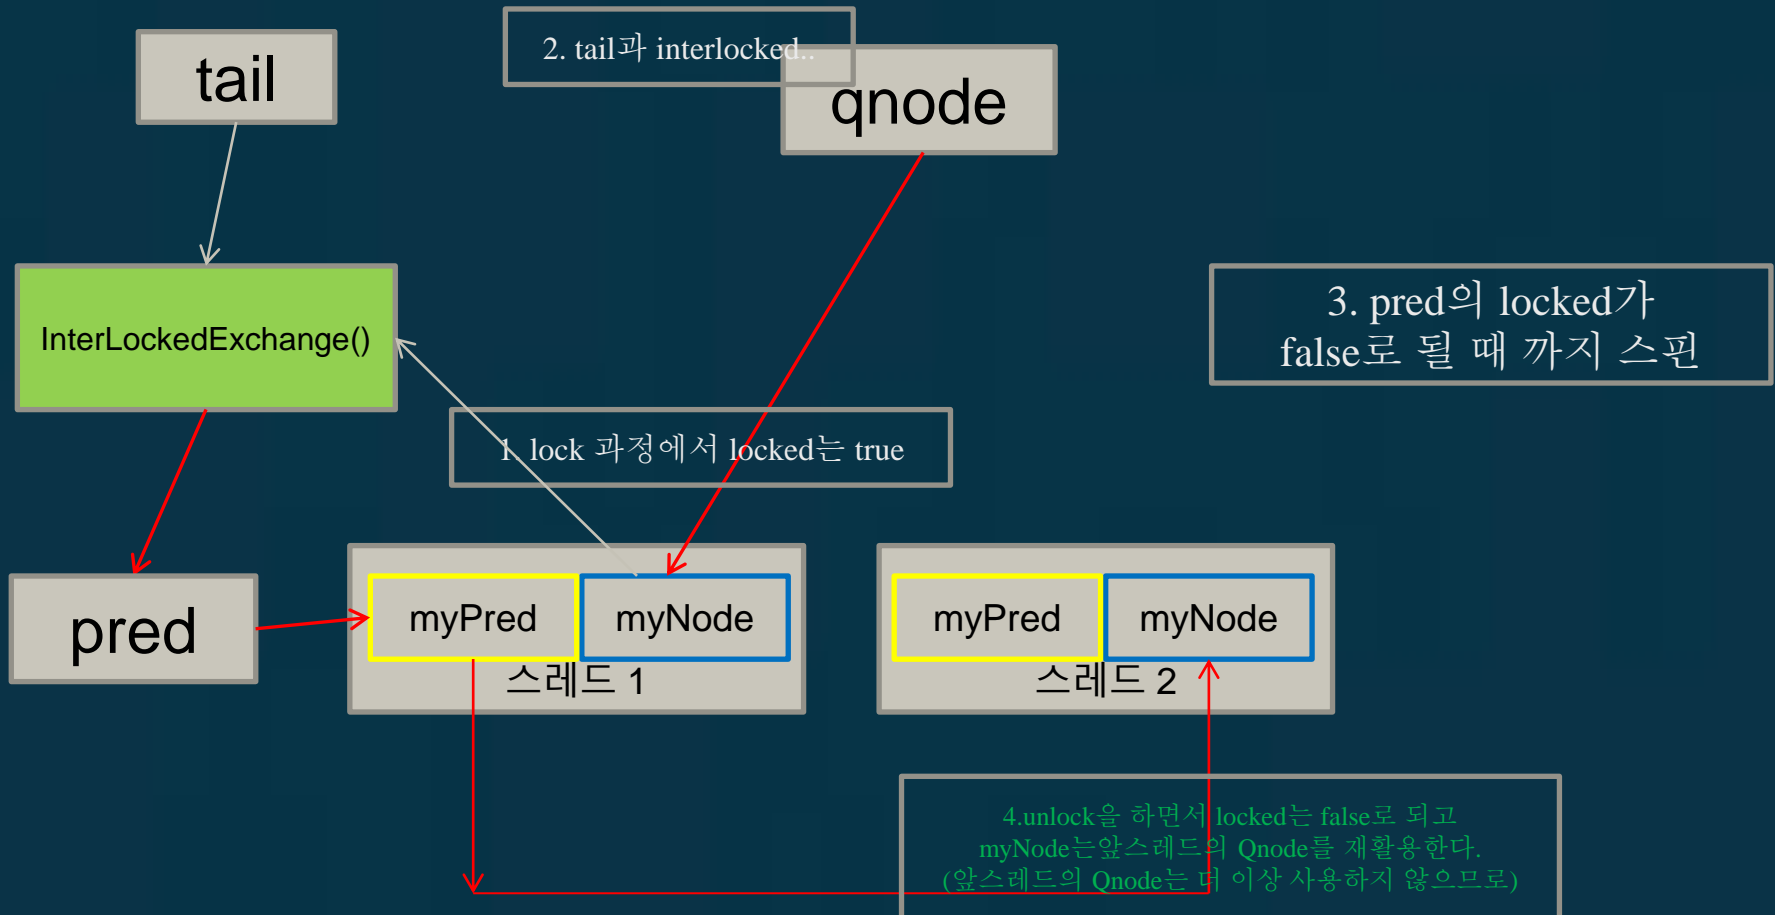 2. tail과 interlocked..
tail
qnode
InterLockedExchange()
3. pred의 locked가
false로 될 때 까지 스핀
1. lock 과정에서 locked는 true
pred
myPred
myNode
스레드 1
myPred
myNode
스레드 2
4.unlock을 하면서 locked는 false로 되고
myNode는앞스레드의 Qnode를 재활용한다.
(앞스레드의 Qnode는 더 이상 사용하지 않으므로)